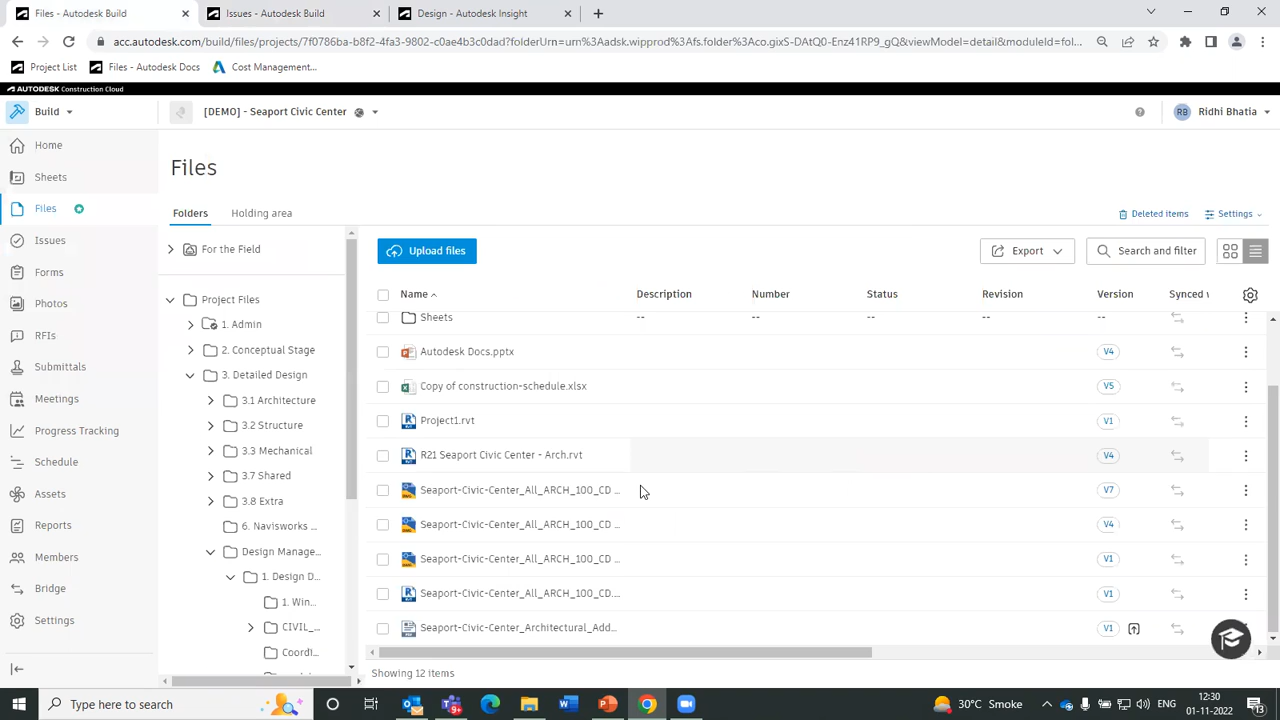 Files - Autodesk Build
Issues - Autodesk Build
Design - Autodesk Insight
acc.autodesk.com/build/files/projects/7f0786ba-b8f2-4fa3-9802-c0ae4b3c0dad?folderUrn=urn%3Aadsk.wipprod%3Afs.folder%3Aco.gixS-DAtQ0-Enz41RP9_gQ&viewModel=detail&moduleId=fol...
Project List
Files - Autodesk Docs
Cost Management...
AUTODESK Construction Cloud
Build
[DEMO] - Seaport Civic Center
RB
Ridhi Bhatia
Home
Sheets
Files
Issues
Forms
Photos
RFIs
Submittals
Meetings
Progress Tracking
Schedule
Assets
Reports
Members
Bridge
Settings
Files
Folders
Holding area
Deleted items
Settings
For the Field
Project Files
1. Admin
2. Conceptual Stage
3. Detailed Design
3.1 Architecture
3.2 Structure
3.3 Mechanical
3.7 Shared
3.8 Extra
6. Navisworks ...
Design Manage...
1. Design D...
1. Win...
CIVIL_...
Coordi...
Upload files
Export
Search and filter
Name
Description
Number
Status
Revision
Version
Synced
Sheets -- -- -- -- --
Autodesk Docs.pptx V4
Copy of construction-schedule.xlsx V5
Project1.rvt V1
R21 Seaport Civic Center - Arch.rvt V4
Seaport-Civic-Center_All_ARCH_100_CD ... V7
Seaport-Civic-Center_All_ARCH_100_CD ... V4
Seaport-Civic-Center_All_ARCH_100_CD ... V1
Seaport-Civic-Center_All_ARCH_100_CD.... V1
Seaport-Civic-Center_Architectural_Add... V1
Showing 12 items
Type here to search
30°C Smoke
12:30
01-11-2022